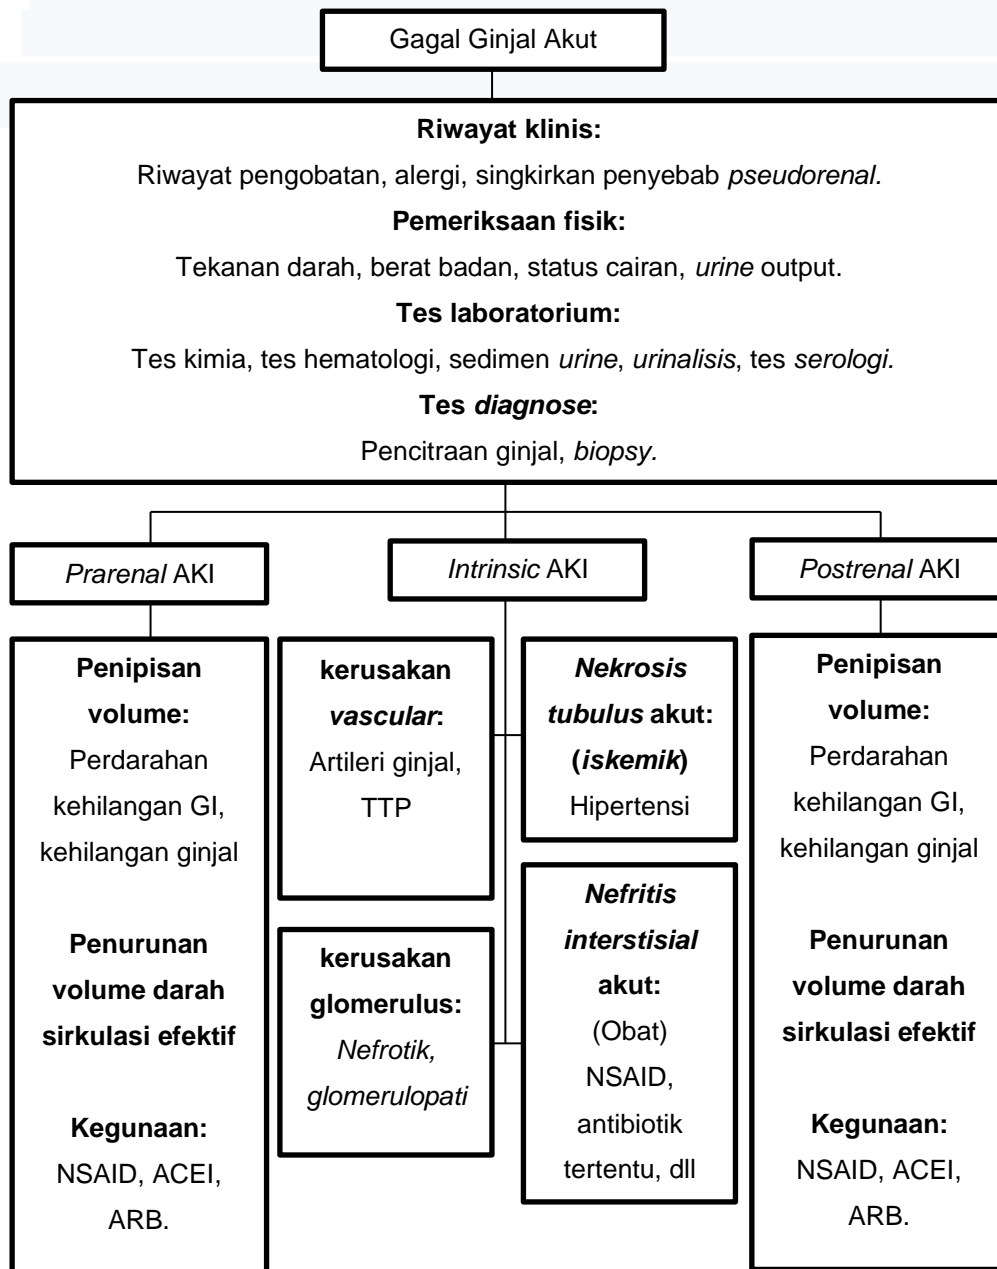 Gagal Ginjal Akut
Riwayat klinis:
Riwayat pengobatan, alergi, singkirkan penyebab pseudorenal.
Pemeriksaan fisik:
Tekanan darah, berat badan, status cairan, urine output.
Tes laboratorium:
Tes kimia, tes hematologi, sedimen urine, urinalisis, tes serologi.
Tes diagnose:
Pencitraan ginjal, biopsy.
Prarenal AKI
Intrinsic AKI
Postrenal AKI
Penipisan
volume:
Perdarahan
kehilangan GI,
kehilangan ginjal
Penurunan
volume darah
sirkulasi efektif
Kegunaan:
NSAID, ACEI,
ARB.
kerusakan
vascular:
Artileri ginjal,
TTP
kerusakan
glomerulus:
Nefrotik,
glomerulopati
Nekrosis
tubulus akut:
(iskemik)
Hipertensi
Nefritis
interstisial
akut:
(Obat)
NSAID,
antibiotik
tertentu, dll
Penipisan
volume:
Perdarahan
kehilangan GI,
kehilangan ginjal
Penurunan
volume darah
sirkulasi efektif
Kegunaan:
NSAID, ACEI,
ARB.